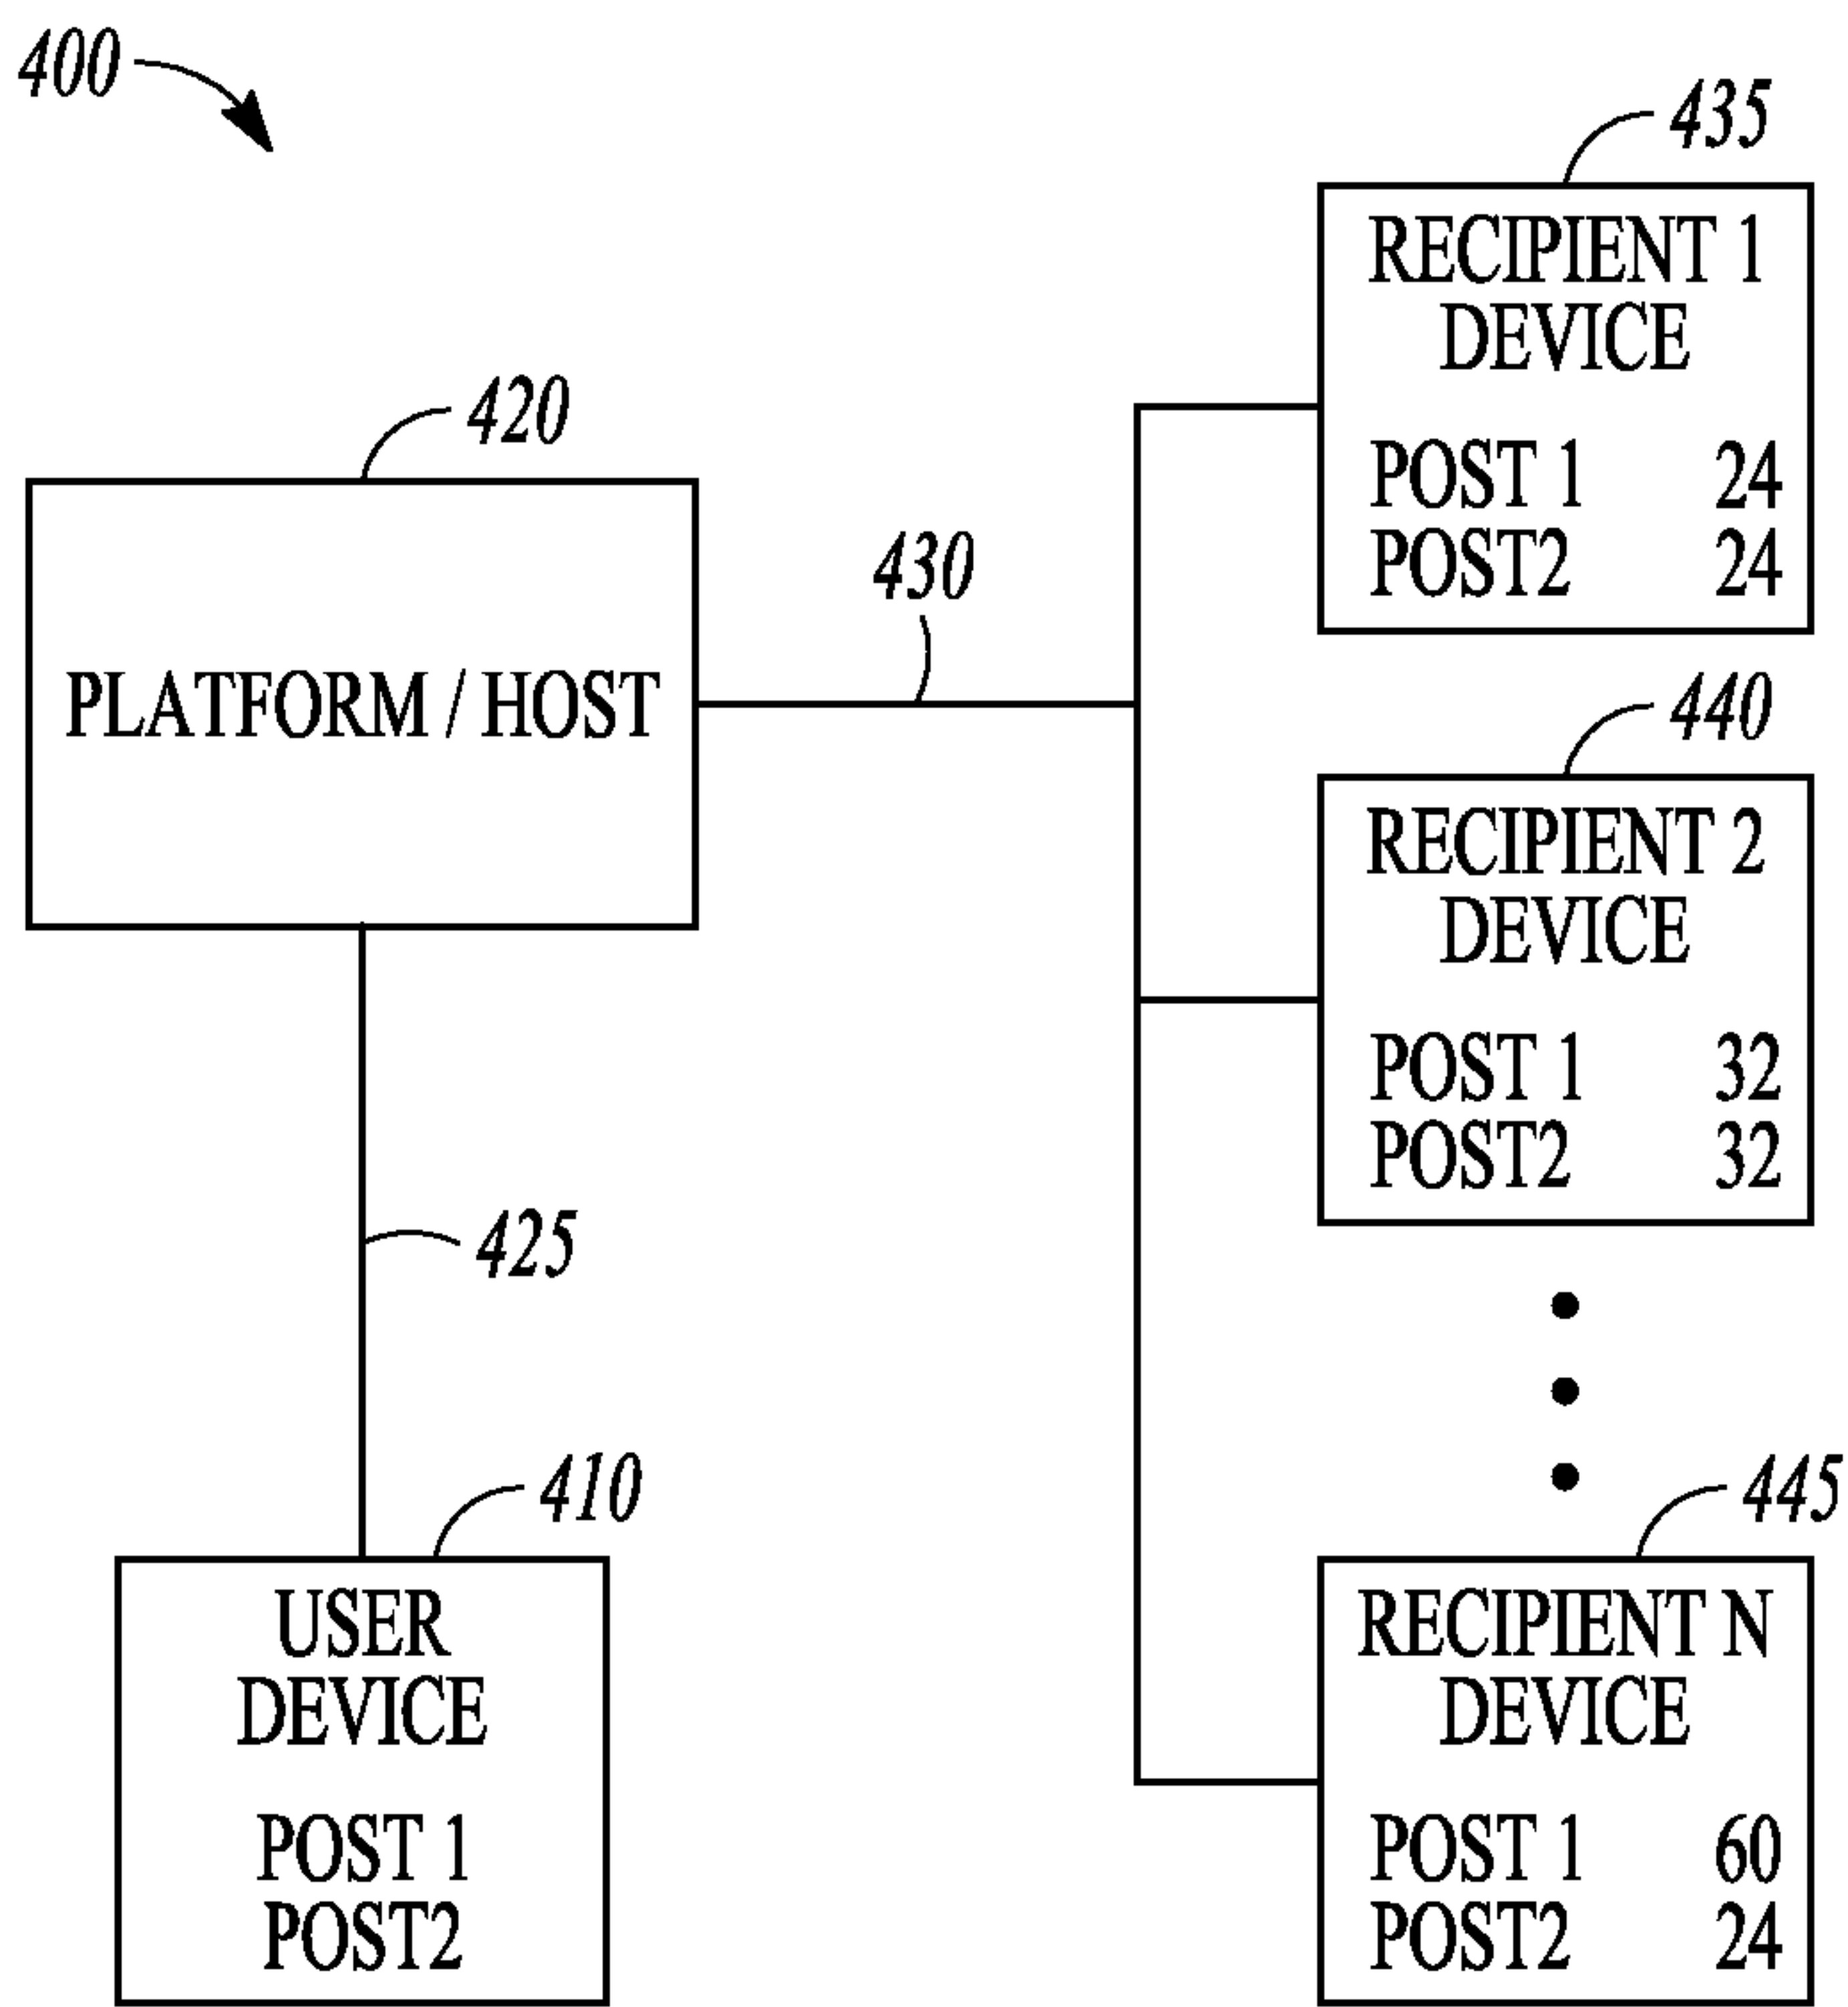 400
435
RECIPIENT 1
DEVICE
POST 1 24
POST2 24
420
PLATFORM / HOST
430
440
RECIPIENT 2
DEVICE
POST 1 32
POST2 32
425
410
USER
DEVICE
POST 1
POST2
445
RECIPIENT N
DEVICE
POST 1 60
POST2 24